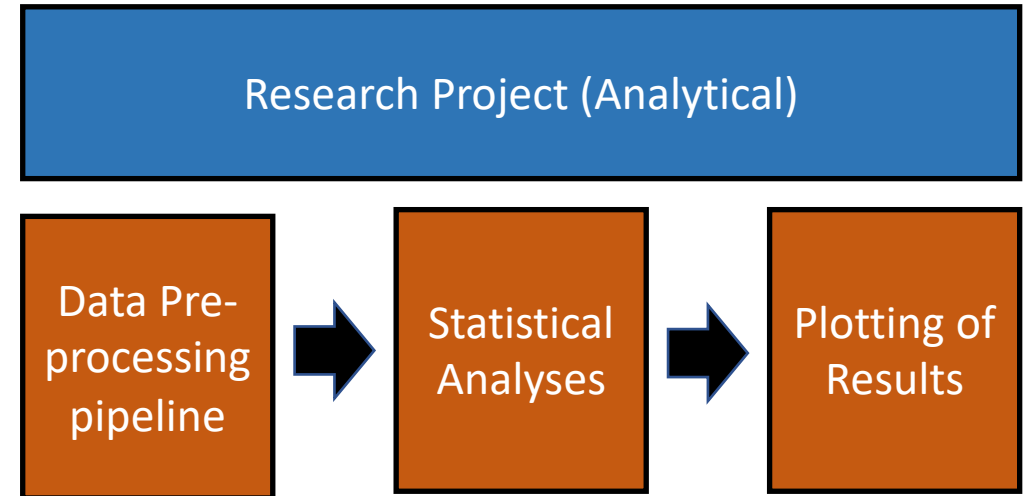 Research Project (Analytical)
Data Pre-
processing
pipeline
Statistical
Analyses
Plotting of
Results